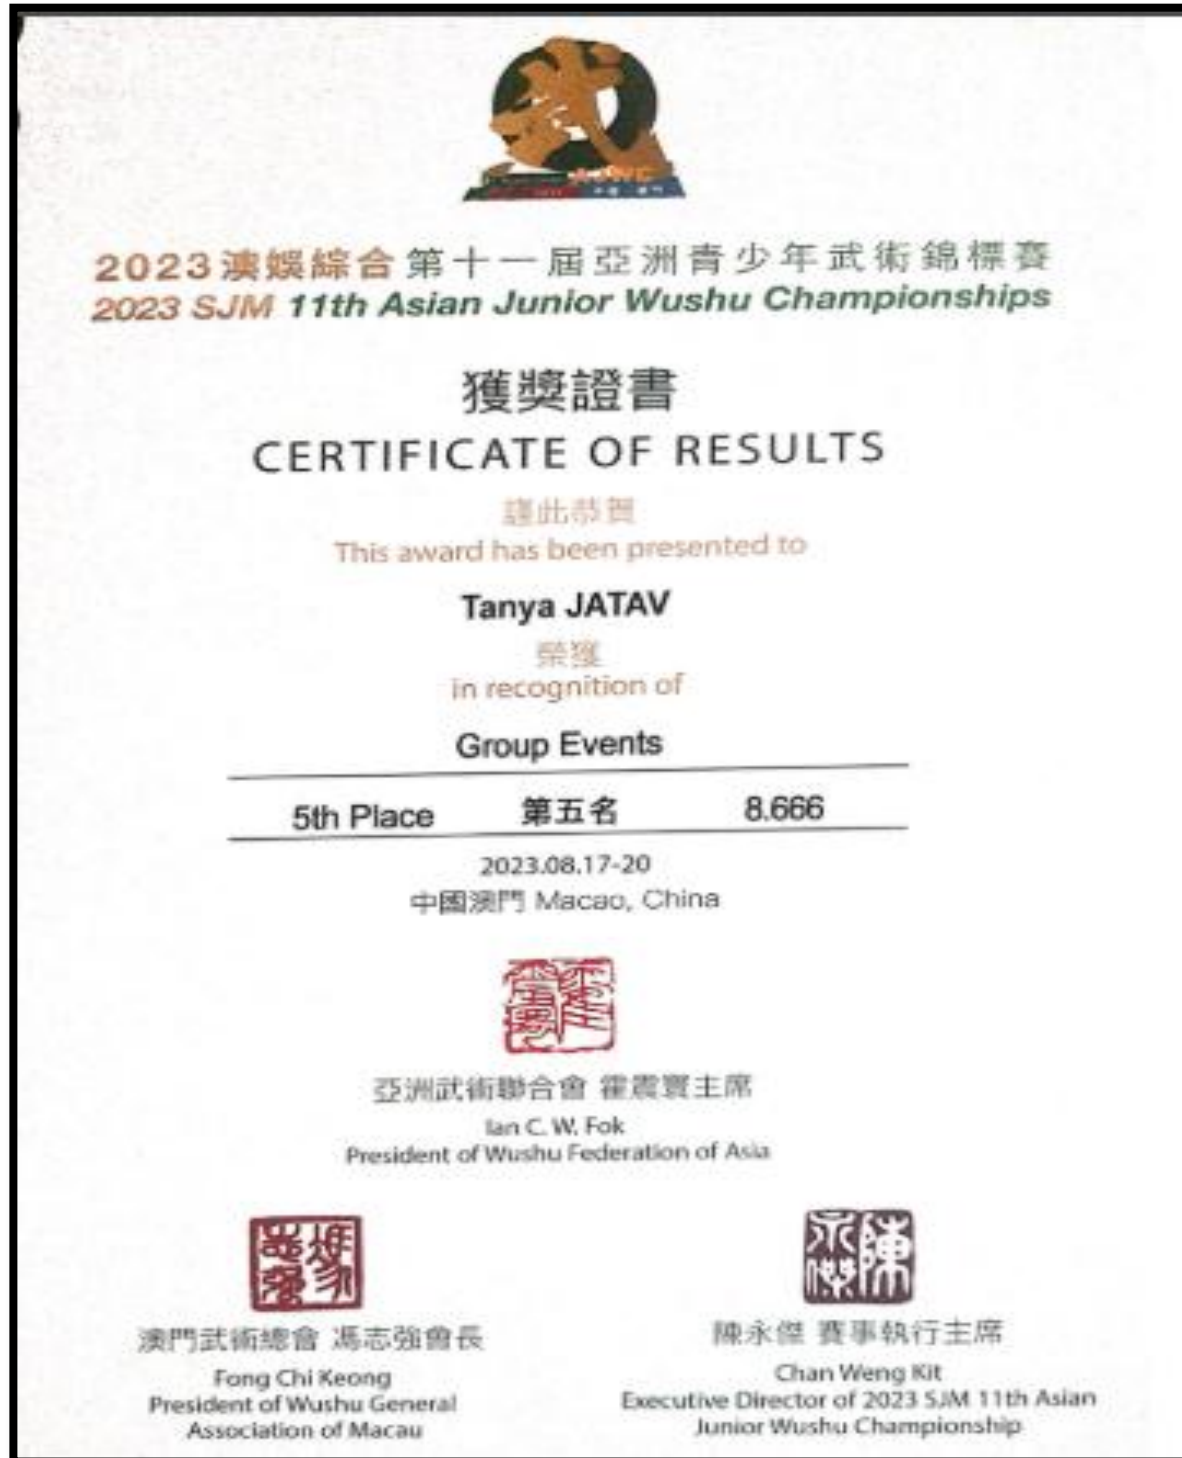 武
2023澳娛綜合第十一屆亞洲青少年武術錦標賽
2023 SJM 11th Asian Junior Wushu Championships
獲獎證書
CERTIFICATE OF RESULTS
謹此恭賀
This award has been presented to
Tanya JATAV
榮獲
in recognition of
Group Events
5th Place 第五名 8.666
2023.08.17-20
中國澳門 Macao, China
亞洲武術聯合會 霍震寰主席
Ian C. W. Fok
President of Wushu Federation of Asia
澳門武術總會 馮志強會長
Fong Chi Keong
President of Wushu General
Association of Macau
陳永傑 賽事執行主席
Chan Weng Kit
Executive Director of 2023 SJM 11th Asian
Junior Wushu Championship